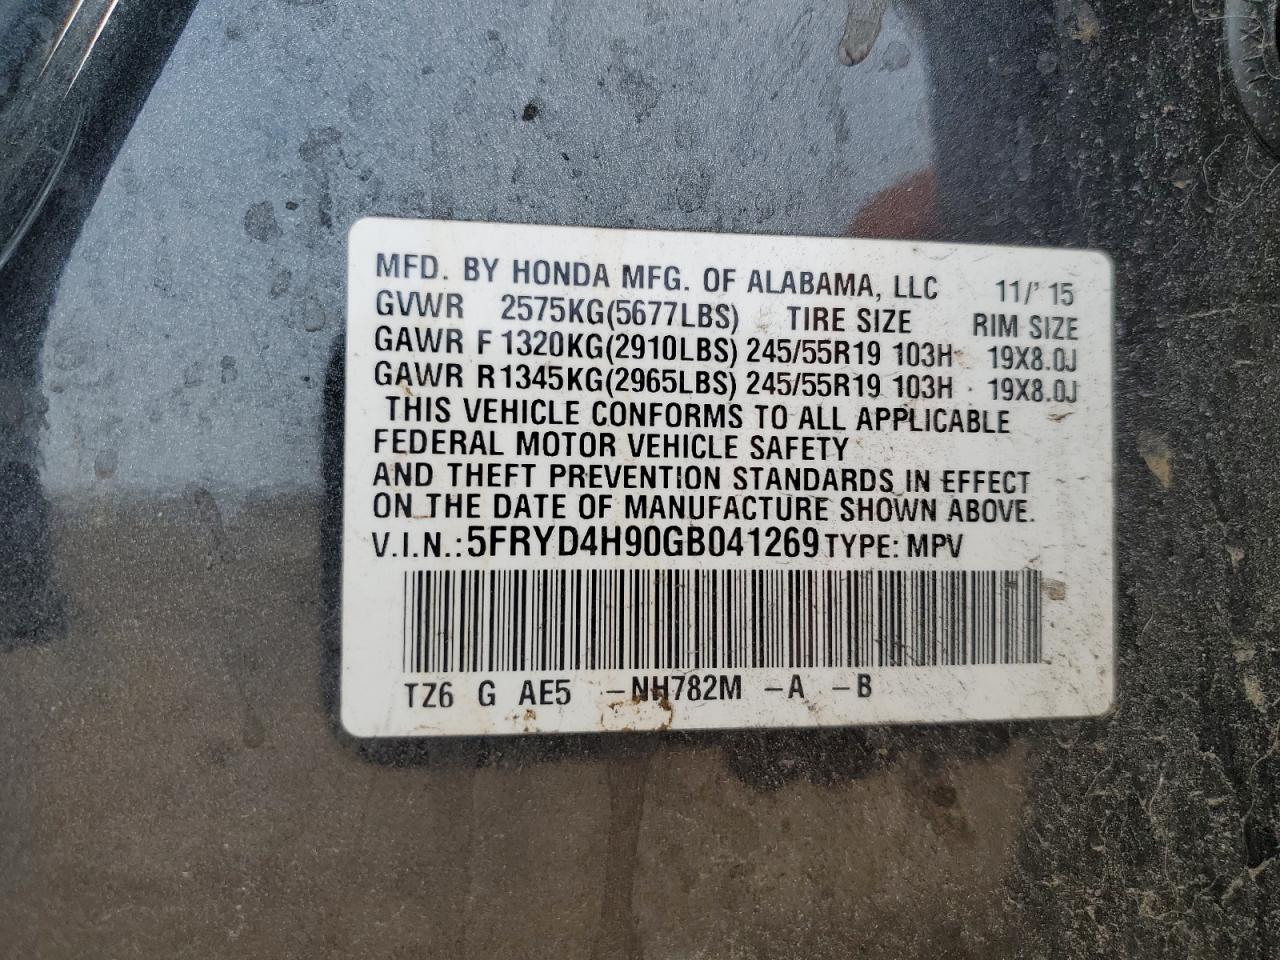 MFD. BY HONDA MFG. OF ALABAMA, LLC 11/'15
GVWR 2575KG(5677LBS) TIRE SIZE RIM SIZE
GAWR F 1320KG(2910LBS) 245/55R19 103H 19X8.0J
GAWR R 1345KG(2965LBS) 245/55R19 103H 19X8.0J
THIS VEHICLE CONFORMS TO ALL APPLICABLE
FEDERAL MOTOR VEHICLE SAFETY
AND THEFT PREVENTION STANDARDS IN EFFECT
ON THE DATE OF MANUFACTURE SHOWN ABOVE.
V.I.N.: 5FRYD4H90GB041269 TYPE: MPV
TZ6 G AE5 -NH782M -A -B